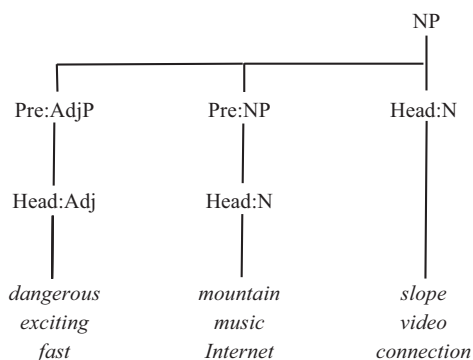 NP
Pre:AdjP Pre:NP Head:N
Head:Adj Head:N
dangerous mountain slope
exciting music video
fast Internet connection